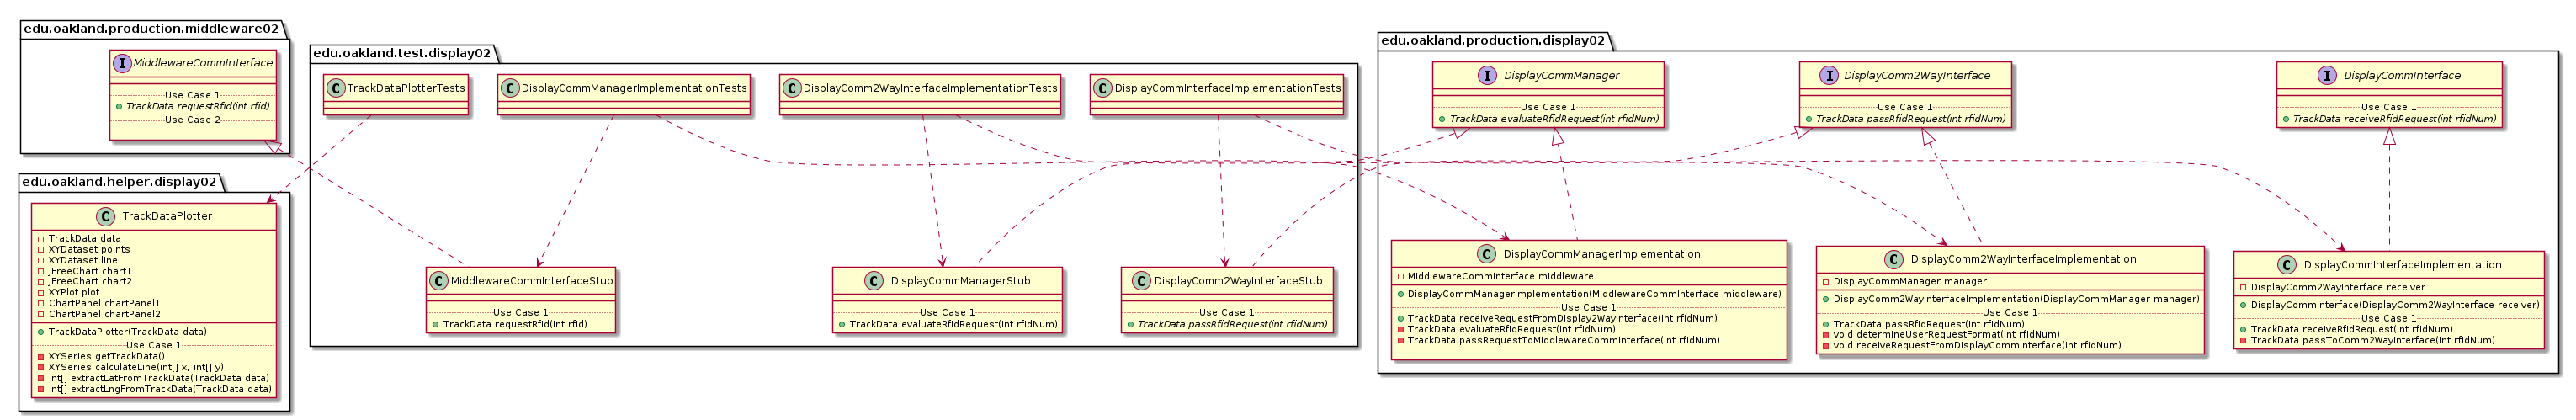 edu.oakland.production.middleware02
I MiddlewareCommInterface
Use Case 1
TrackData requestRfid(int rfid)
Use Case 2
edu.oakland.helper.display02
C TrackDataPlotter
TrackData data
XYDataset points
XYDataset line
JFreeChart chart1
JFreeChart chart2
XYPlot plot
ChartPanel chartPanel1
ChartPanel chartPanel2
TrackDataPlotter(TrackData data)
Use Case 1
XYSeries getTrackData()
XYSeries calculateLine(int[] x, int[] y)
int[] extractLatFromTrackData(TrackData data)
int[] extractLngFromTrackData(TrackData data)
edu.oakland.test.display02
C TrackDataPlotterTests
C DisplayCommManagerImplementationTests
C DisplayComm2WayInterfaceImplementationTests
C DisplayCommInterfaceImplementationTests
C MiddlewareCommInterfaceStub
Use Case 1
TrackData requestRfid(int rfid)
C DisplayCommManagerStub
Use Case 1
TrackData evaluateRfidRequest(int rfidNum)
C DisplayComm2WayInterfaceStub
Use Case 1
TrackData passRfidRequest(int rfidNum)
edu.oakland.production.display02
I DisplayCommManager
Use Case 1
TrackData evaluateRfidRequest(int rfidNum)
I DisplayComm2WayInterface
Use Case 1
TrackData passRfidRequest(int rfidNum)
I DisplayCommInterface
Use Case 1
TrackData receiveRfidRequest(int rfidNum)
C DisplayCommManagerImplementation
MiddlewareCommInterface middleware
DisplayCommManagerImplementation(MiddlewareCommInterface middleware)
Use Case 1
TrackData receiveRequestFromDisplay2WayInterface(int rfidNum)
TrackData evaluateRfidRequest(int rfidNum)
TrackData passRequestToMiddlewareCommInterface(int rfidNum)
C DisplayComm2WayInterfaceImplementation
DisplayCommManager manager
DisplayComm2WayInterfaceImplementation(DisplayCommManager manager)
Use Case 1
TrackData passRfidRequest(int rfidNum)
void determineUserRequestFormat(int rfidNum)
void receiveRequestFromDisplayCommInterface(int rfidNum)
C DisplayCommInterfaceImplementation
DisplayComm2WayInterface receiver
DisplayCommInterface(DisplayComm2WayInterface receiver)
Use Case 1
TrackData receiveRfidRequest(int rfidNum)
TrackData passToComm2WayInterface(int rfidNum)